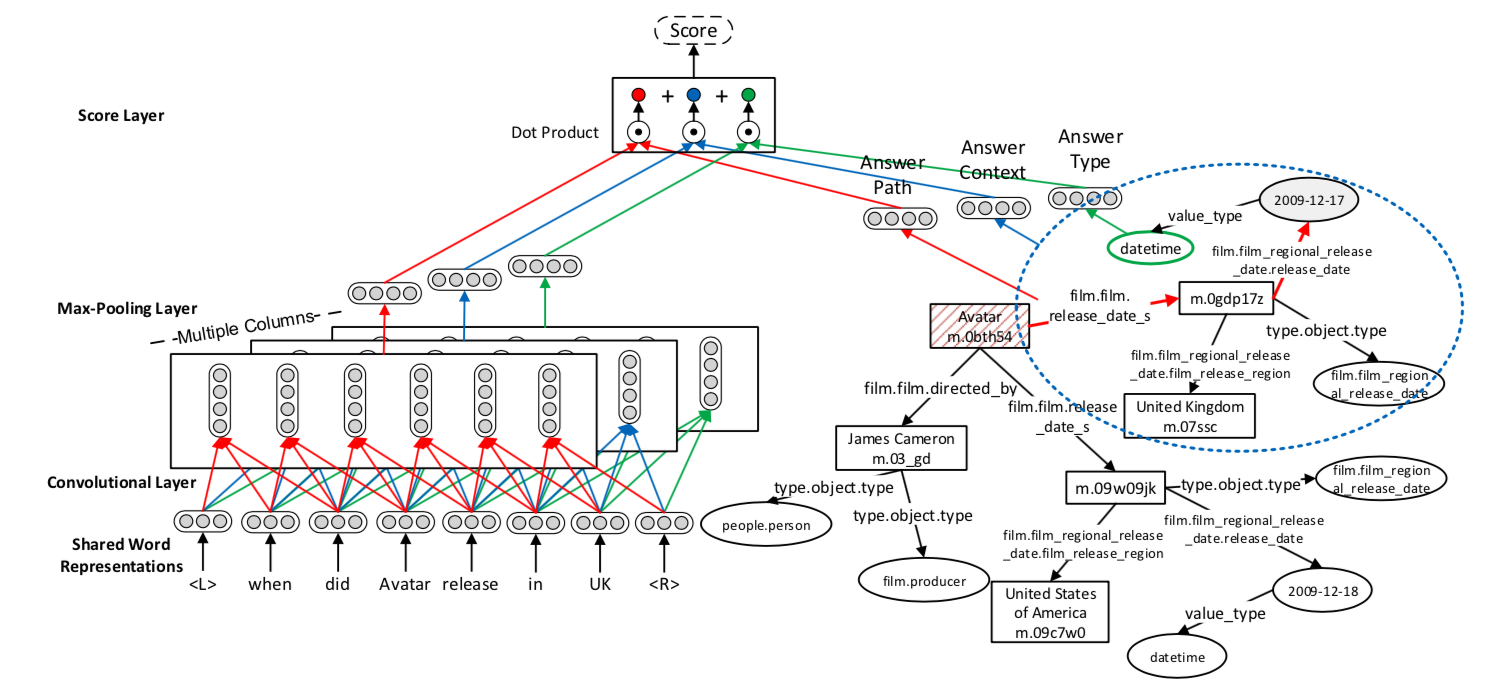 Score
Score Layer
Dot Product
+
+
Answer
Path
Answer
Context
Answer
Type
2009-12-17
value_type
datetime
film.film_regional_release
_date.release_date
Max-Pooling Layer
-Multiple Columns-
film.film.
release_date_s
m.0gdp17z
Avatar
m.0bth54
type.object.type
film.film_regional_release
_date.film_release_region
film.film_region
al_release_date
film.film.directed_by
film.film.release
_date_s
United Kingdom
m.07ssc
James Cameron
m.03_gd
Convolutional Layer
type.object.type
people.person
type.object.type
m.09w09jk
type.object.type
film.film_region
al_release_date
film.film_regional_release
_date.release_date
film.film_regional_release
_date.film_release_region
Shared Word
Representations
<L> when did Avatar release in UK <R>
film.producer
United States
of America
m.09c7w0
2009-12-18
value_type
datetime